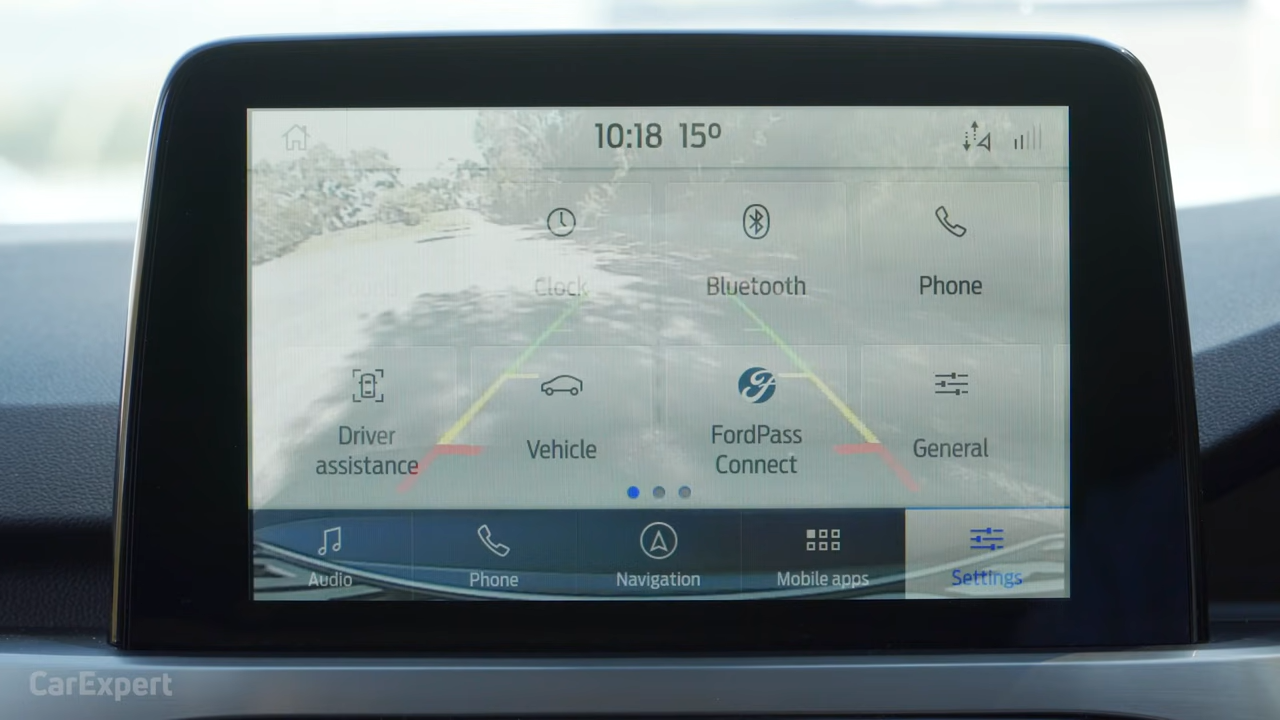 10:18 15°
Clock
Bluetooth
Phone
Driver
assistance
Vehicle
FordPass
Connect
General
Audio
Phone
Navigation
Mobile apps
Settings
CarExpert